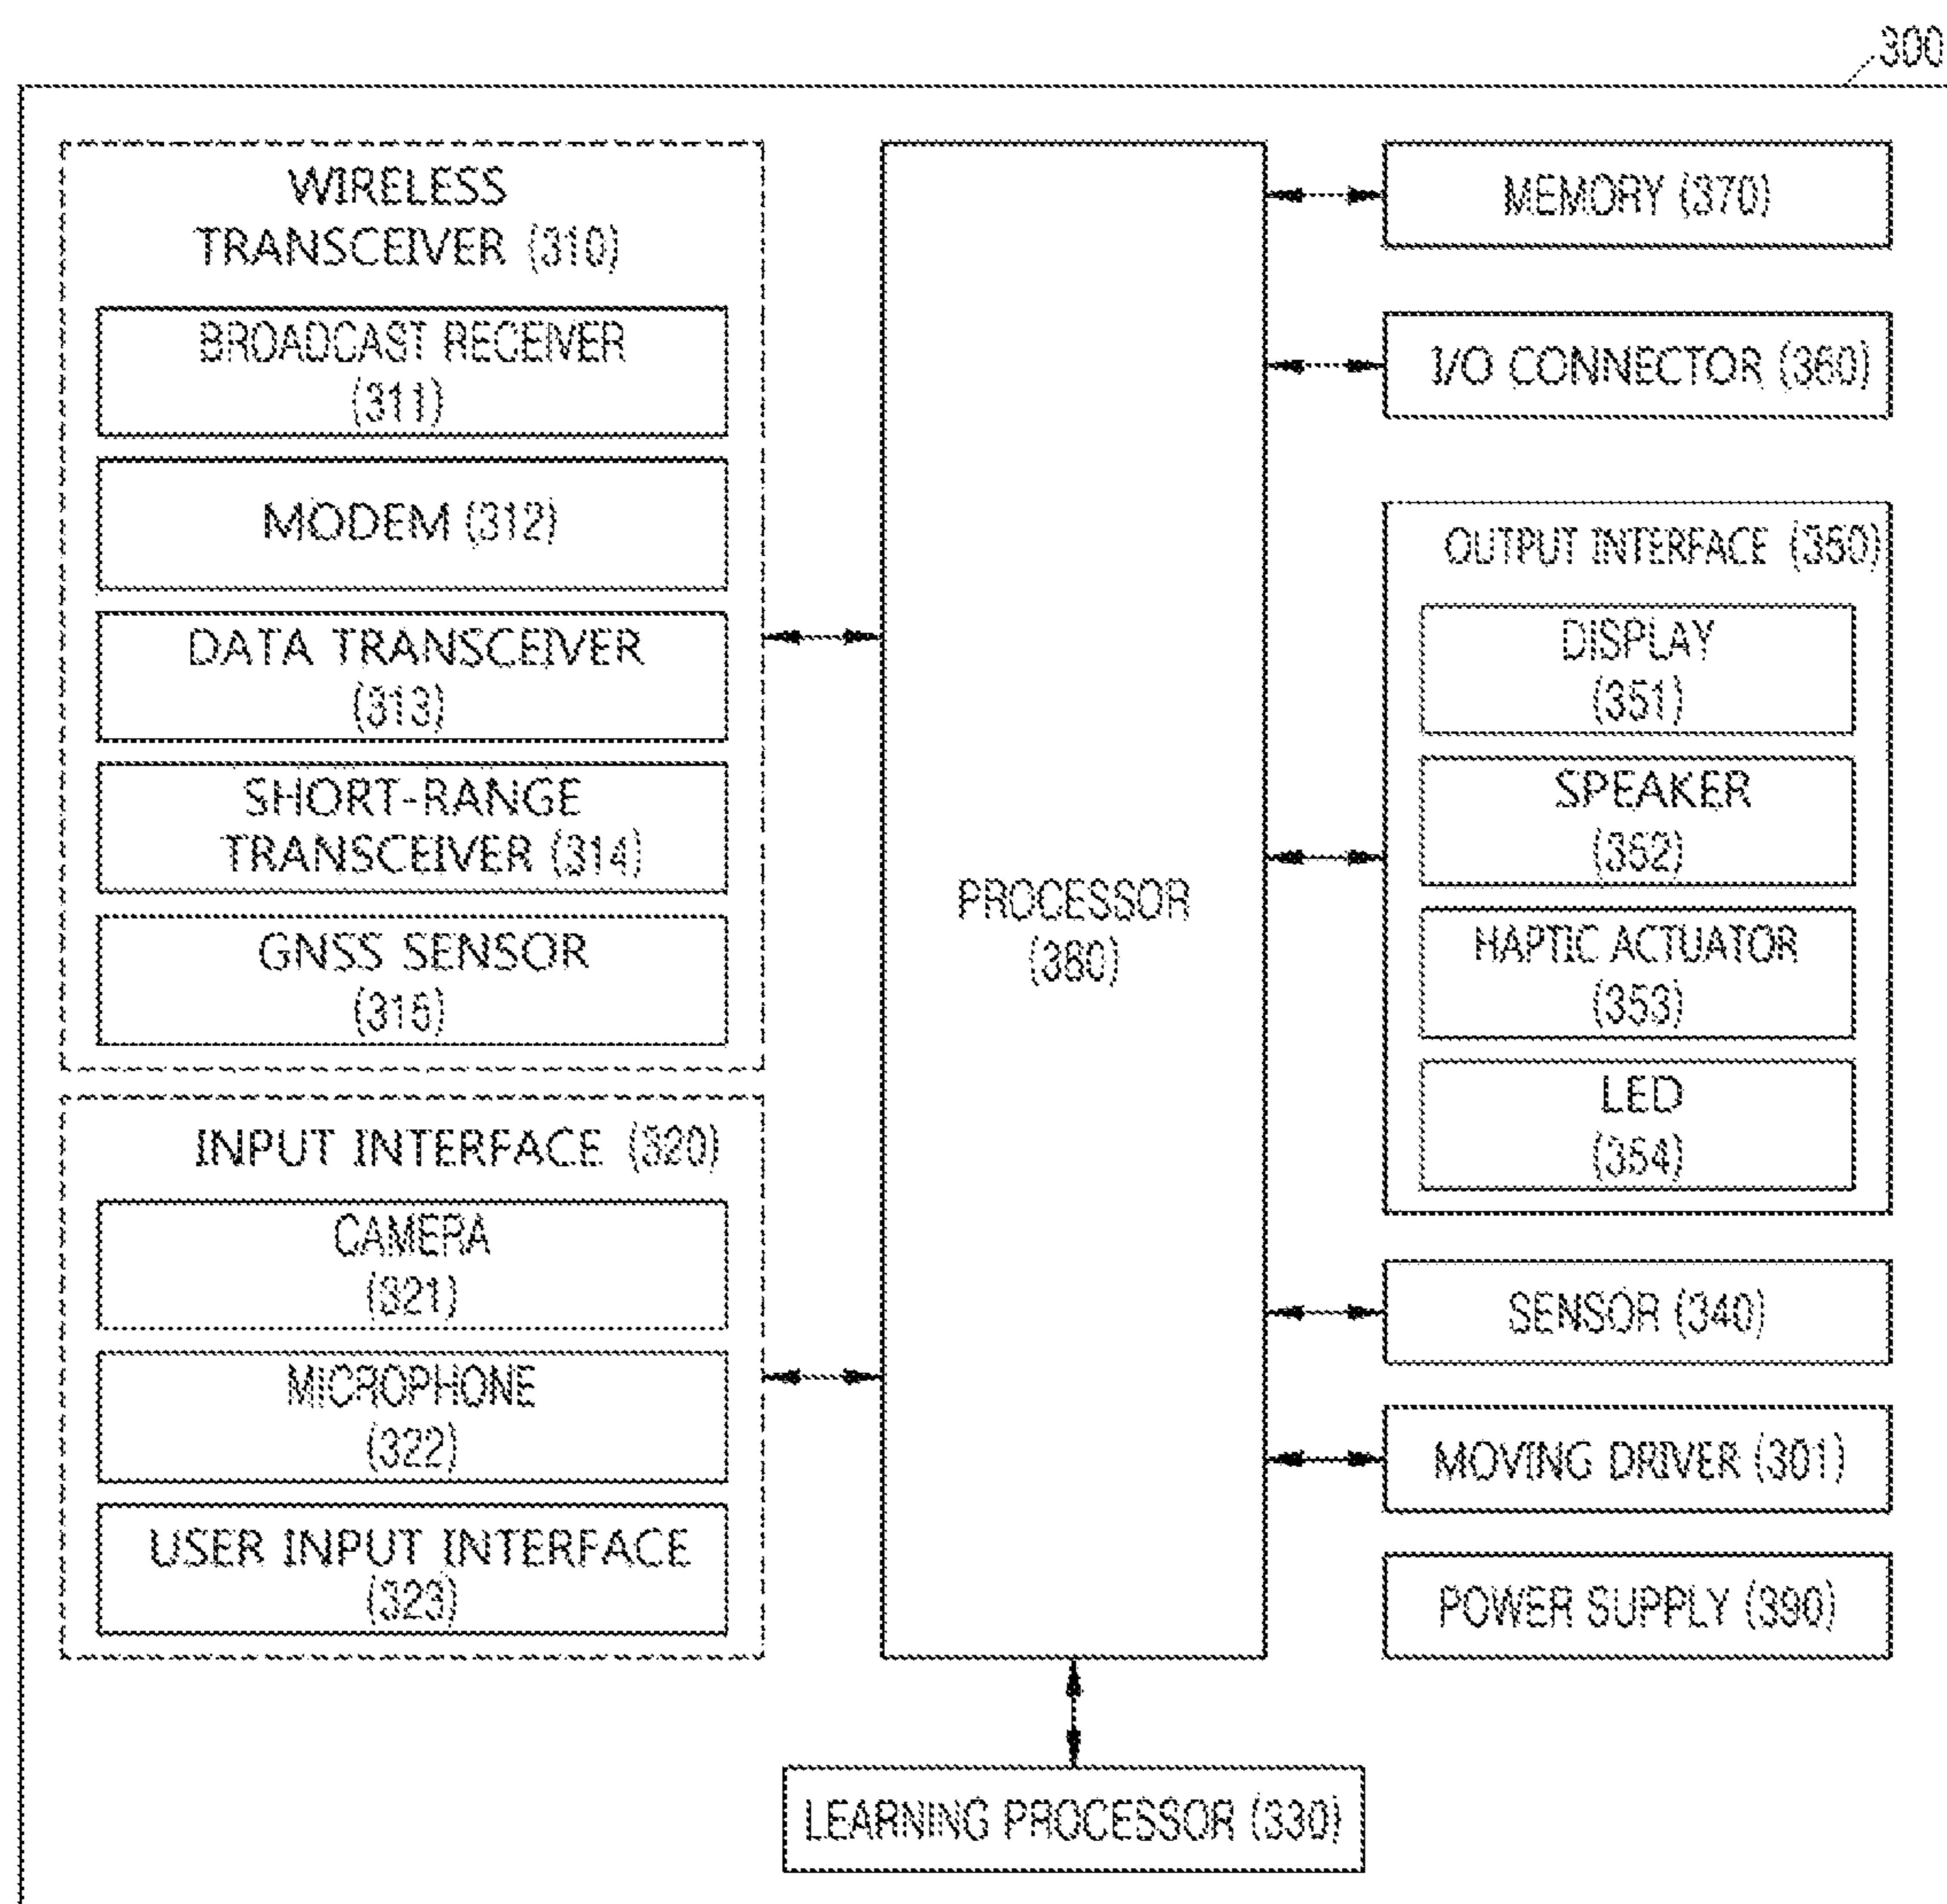 300
WIRELESS
TRANSCEIVER (310)
BROADCAST RECEIVER
(311)
MODEM (312)
DATA TRANSCEIVER
(313)
SHORT-RANGE
TRANSCEIVER (314)
GNSS SENSOR
(315)
INPUT INTERFACE (320)
CAMERA
(321)
MICROPHONE
(322)
USER INPUT INTERFACE
(323)
PROCESSOR
(380)
LEARNING PROCESSOR (330)
MEMORY (370)
I/O CONNECTOR (360)
OUTPUT INTERFACE (350)
DISPLAY
(351)
SPEAKER
(352)
HAPTIC ACTUATOR
(353)
LED
(354)
SENSOR (340)
MOVING DRIVER (301)
POWER SUPPLY (390)